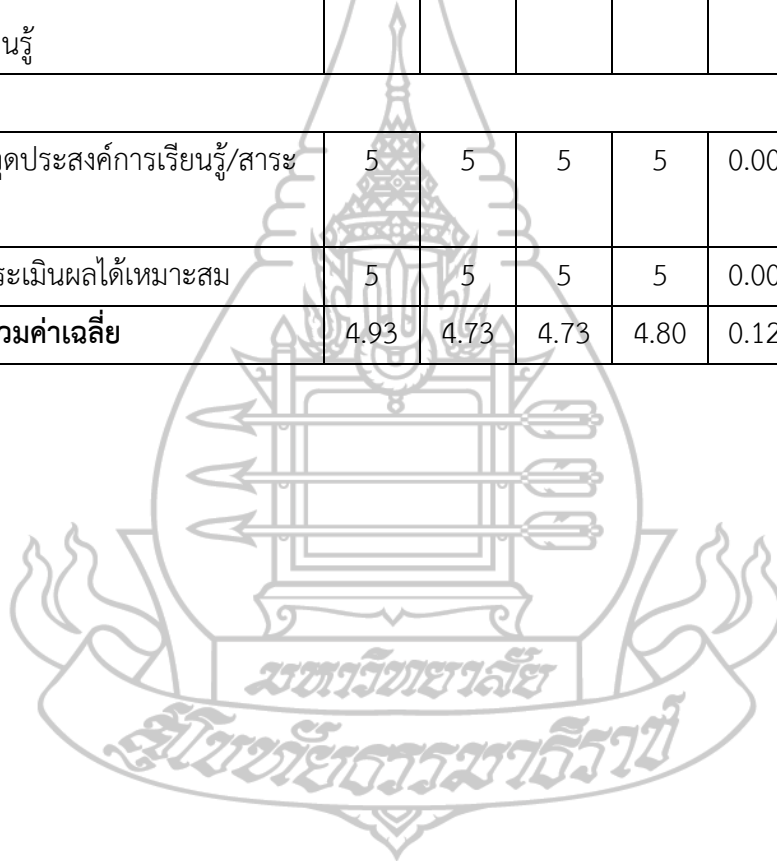 นรู้
จุดประสงค์การเรียนรู้/สาระ 5 5 5 5 0.00
ระเมินผลได้เหมาะสม 5 5 5 5 0.00
วมค่าเฉลี่ย 4.93 4.73 4.73 4.80 0.12
มหาวิทยาลัย
สุโขทัยธรรมาธิราช